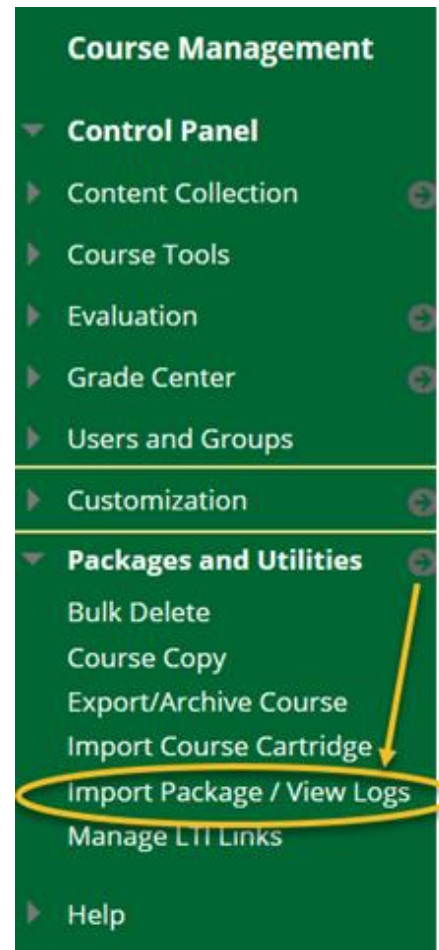 Course Management
Control Panel
Content Collection
Course Tools
Evaluation
Grade Center
Users and Groups
Customization
Packages and Utilities
Bulk Delete
Course Copy
Export/Archive Course
Import Course Cartridge
Import Package / View Logs
Manage LTI Links
Help